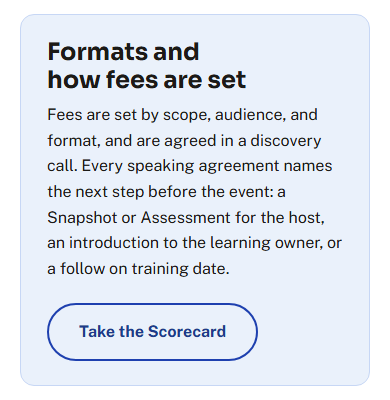 Formats and
how fees are set
Fees are set by scope, audience, and
format, and are agreed in a discovery
call. Every speaking agreement names
the next step before the event: a
Snapshot or Assessment for the host,
an introduction to the learning owner, or
a follow on training date.
Take the Scorecard